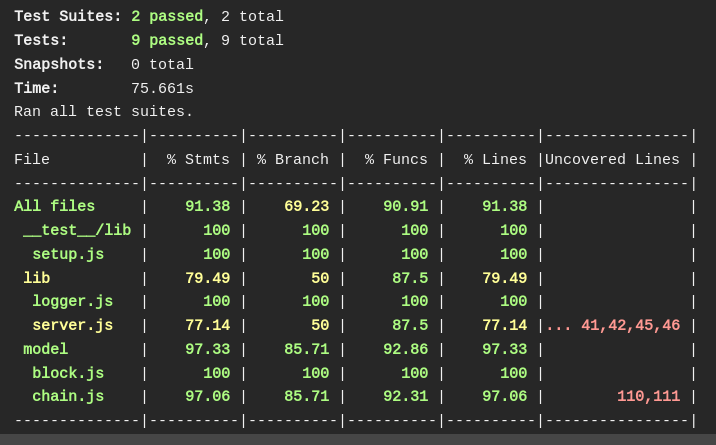 Test Suites: 2 passed, 2 total
Tests:       9 passed, 9 total
Snapshots:   0 total
Time:        75.661s
Ran all test suites.
--------------|----------|----------|----------|----------|----------------|
File          |  % Stmts | % Branch |  % Funcs |  % Lines |Uncovered Lines |
--------------|----------|----------|----------|----------|----------------|
All files     |    91.38 |    69.23 |    90.91 |    91.38 |                |
 __test__/lib |      100 |      100 |      100 |      100 |                |
  setup.js    |      100 |      100 |      100 |      100 |                |
 lib          |    79.49 |       50 |     87.5 |    79.49 |                |
  logger.js   |      100 |      100 |      100 |      100 |                |
  server.js   |    77.14 |       50 |     87.5 |    77.14 |... 41,42,45,46 |
 model        |    97.33 |    85.71 |    92.86 |    97.33 |                |
  block.js    |      100 |      100 |      100 |      100 |                |
  chain.js    |    97.06 |    85.71 |    92.31 |    97.06 |        110,111 |
--------------|----------|----------|----------|----------|----------------|